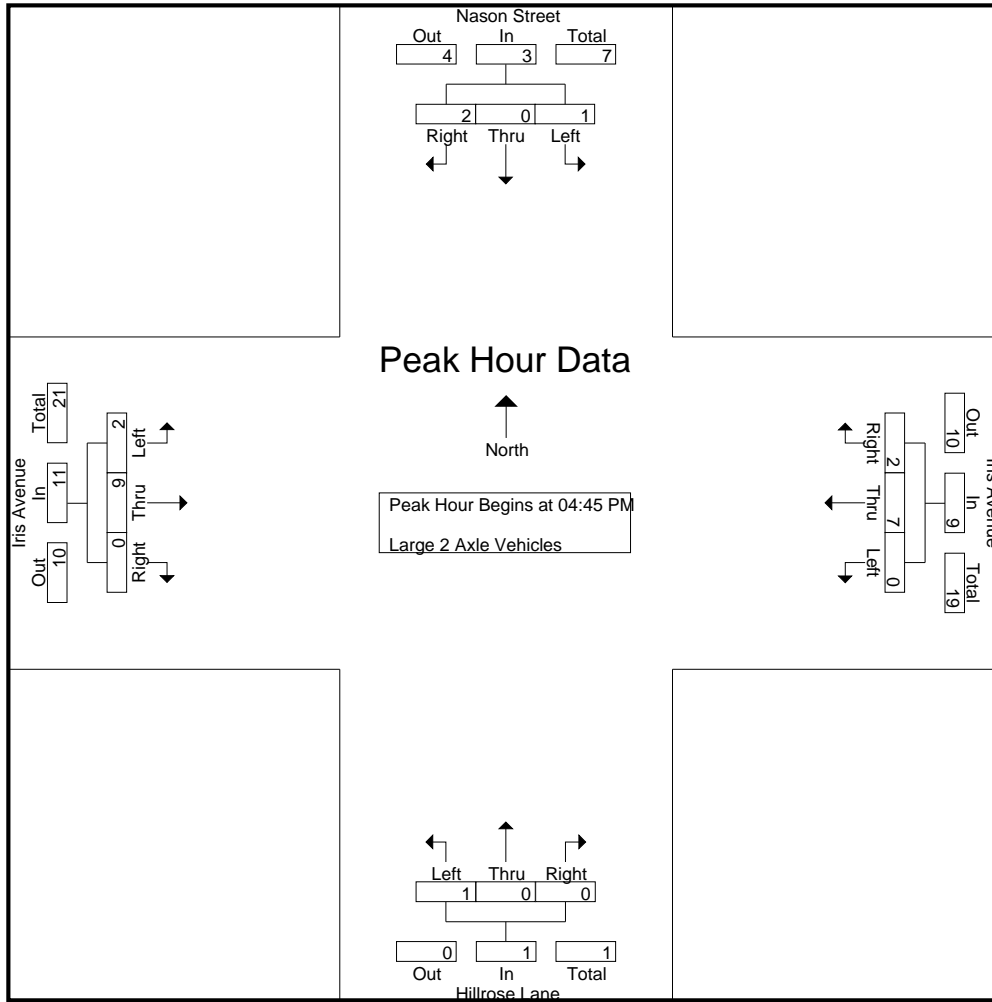 Nason Street
Out In Total
4 3 7
2 0 1
Right Thru Left
Peak Hour Data
North
Peak Hour Begins at 04:45 PM
Large 2 Axle Vehicles
Iris Avenue
Total In Out
21 11 10
2 9 0
Left Thru Right
Iris Avenue
Out In Total
10 9 19
Right Thru Left
2 7 0
Left Thru Right
1 0 0
0 1 1
Out In Total
Hillrose Lane